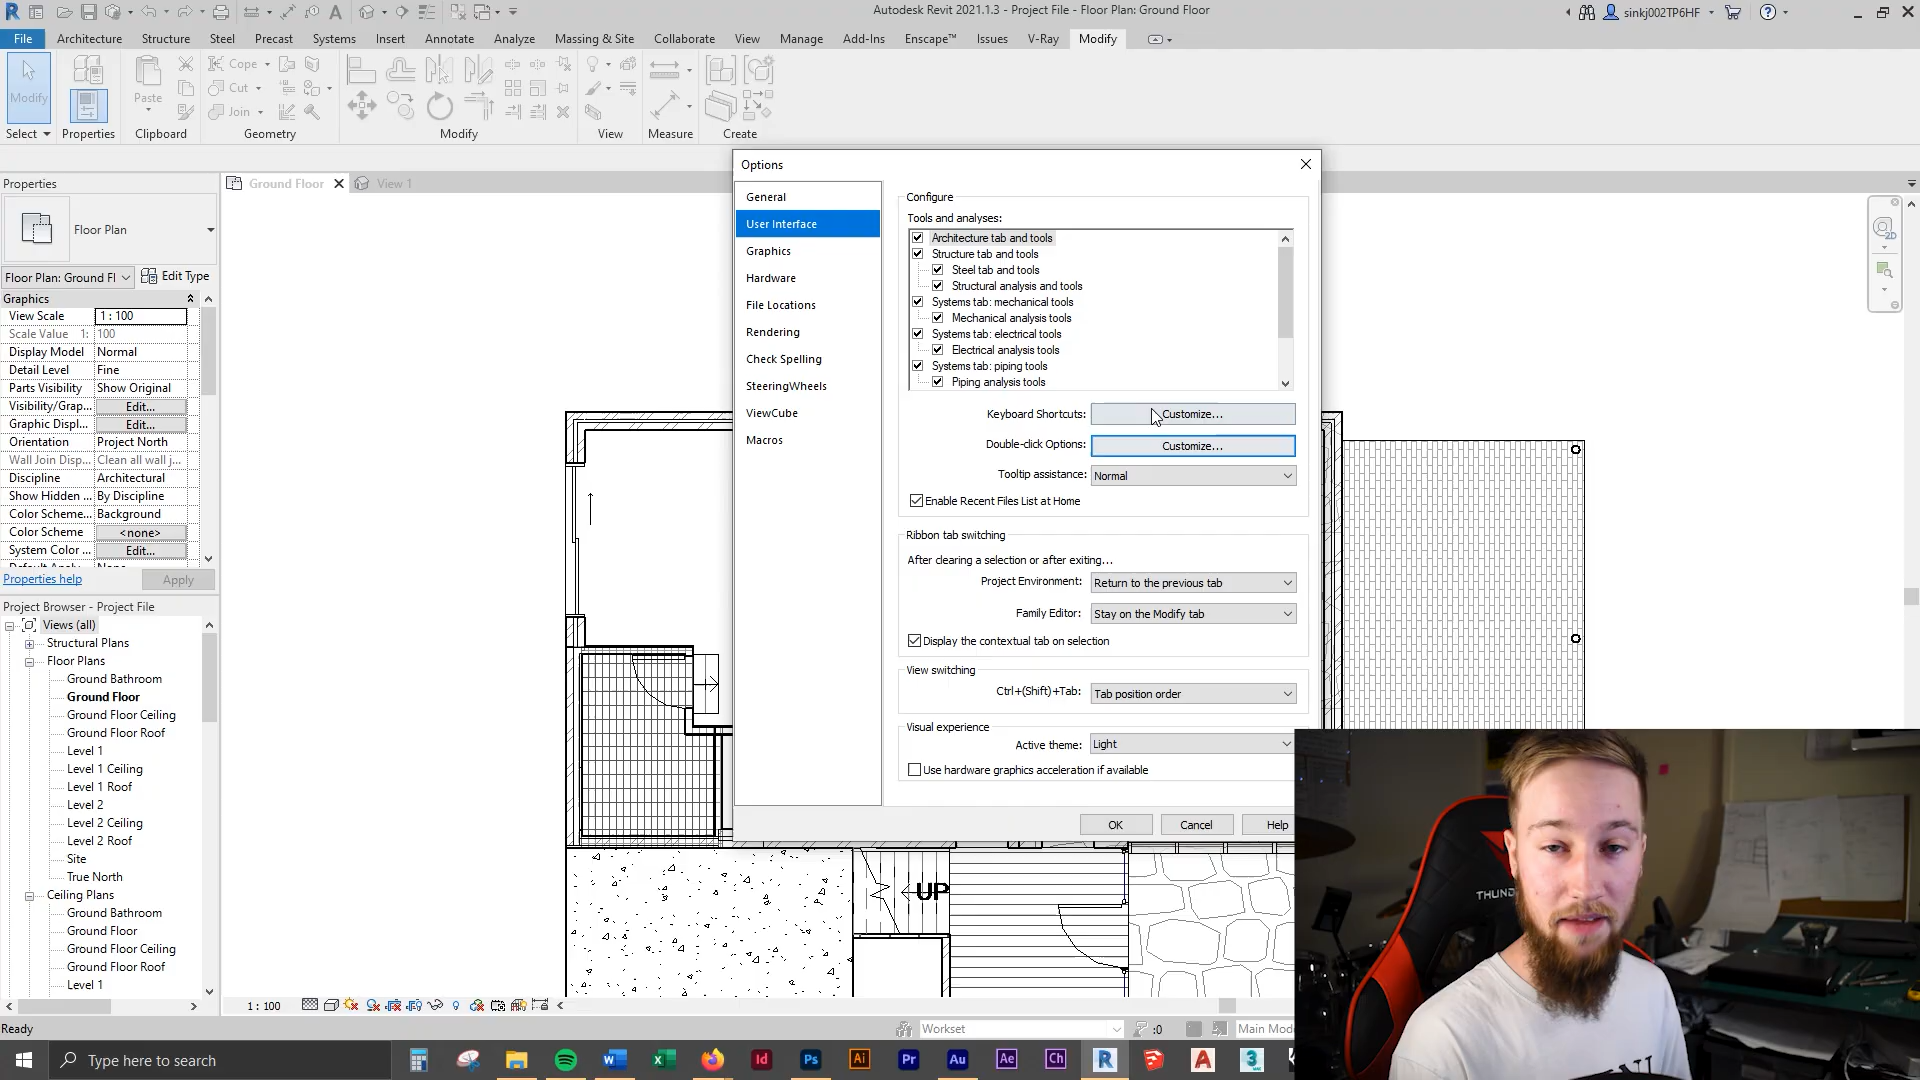 Autodesk Revit 2021.1.3 - Project File - Floor Plan: Ground Floor
sinkj002TP6HF
File Architecture Structure Steel Precast Systems Insert Annotate Analyze Massing & Site Collaborate View Manage Add-Ins Enscape™ Issues V-Ray Modify
Modify
Paste
Cope
Cut
Join
Select Properties Clipboard Geometry Modify View Measure Create
Properties
Ground Floor
View 1
Floor Plan
Floor Plan: Ground Fl
Edit Type
Graphics
View Scale 1 : 100
Scale Value 1: 100
Display Model Normal
Detail Level Fine
Parts Visibility Show Original
Visibility/Grap... Edit...
Graphic Displ... Edit...
Orientation Project North
Wall Join Disp... Clean all wall j...
Discipline Architectural
Show Hidden ... By Discipline
Color Scheme... Background
Color Scheme <none>
System Color ... Edit...
Properties help
Apply
Project Browser - Project File
Views (all)
Structural Plans
Floor Plans
Ground Bathroom
Ground Floor
Ground Floor Ceiling
Ground Floor Roof
Level 1
Level 1 Ceiling
Level 1 Roof
Level 2
Level 2 Ceiling
Level 2 Roof
Site
True North
Ceiling Plans
Ground Bathroom
Ground Floor
Ground Floor Ceiling
Ground Floor Roof
Level 1
Options
General
User Interface
Graphics
Hardware
File Locations
Rendering
Check Spelling
SteeringWheels
ViewCube
Macros
Configure
Tools and analyses:
Architecture tab and tools
Structure tab and tools
Steel tab and tools
Structural analysis and tools
Systems tab: mechanical tools
Mechanical analysis tools
Systems tab: electrical tools
Electrical analysis tools
Systems tab: piping tools
Piping analysis tools
Keyboard Shortcuts: Customize...
Double-click Options: Customize...
Tooltip assistance: Normal
Enable Recent Files List at Home
Ribbon tab switching
After clearing a selection or after exiting...
Project Environment: Return to the previous tab
Family Editor: Stay on the Modify tab
Display the contextual tab on selection
View switching
Ctrl+(Shift)+Tab: Tab position order
Visual experience
Active theme: Light
Use hardware graphics acceleration if available
OK Cancel Help
UP
2D
THUND
1 : 100
Ready
Workset
:0
Main Mod
Type here to search
Id Ps Ai Pr Au Ae Ch R A 3